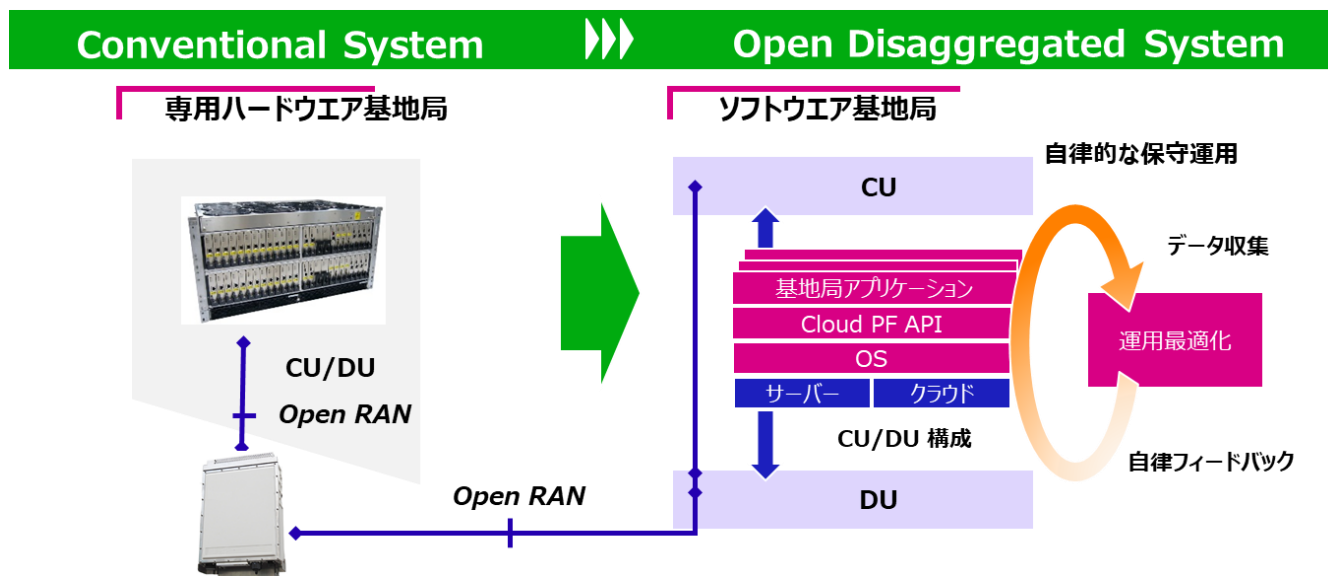 Conventional System
Open Disaggregated System
専用ハードウエア基地局
ソフトウエア基地局
CU/DU
Open RAN
Open RAN
CU
基地局アプリケーション
Cloud PF API
OS
サーバー
クラウド
CU/DU 構成
DU
自律的な保守運用
データ収集
運用最適化
自律フィードバック